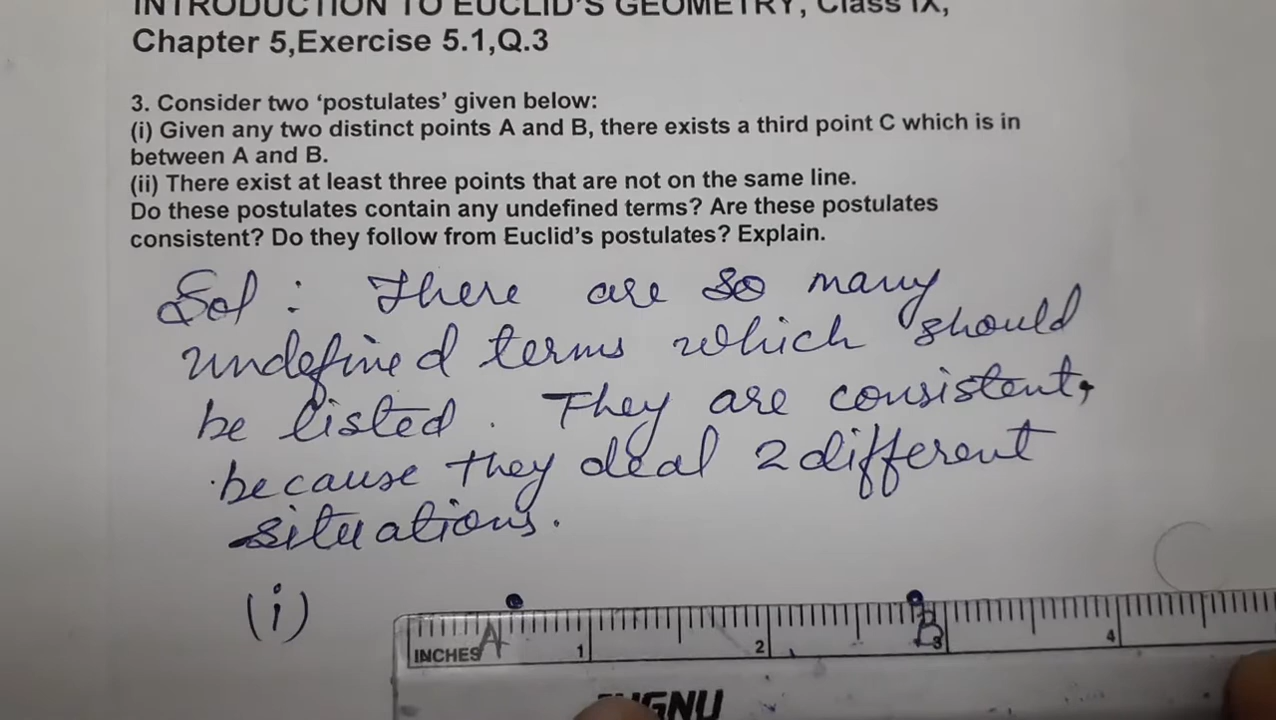 INTRODUCTION TO EUCLID'S GEOMETRY, Class IX,
Chapter 5,Exercise 5.1,Q.3
3. Consider two ‘postulates’ given below:
(i) Given any two distinct points A and B, there exists a third point C which is in
between A and B.
(ii) There exist at least three points that are not on the same line.
Do these postulates contain any undefined terms? Are these postulates
consistent? Do they follow from Euclid’s postulates? Explain.
Sol : There are so many
undefined terms which should
be listed. They are consistent,
because they deal 2 different
situations.
(i)
A B
INCHES 1 2 3 4